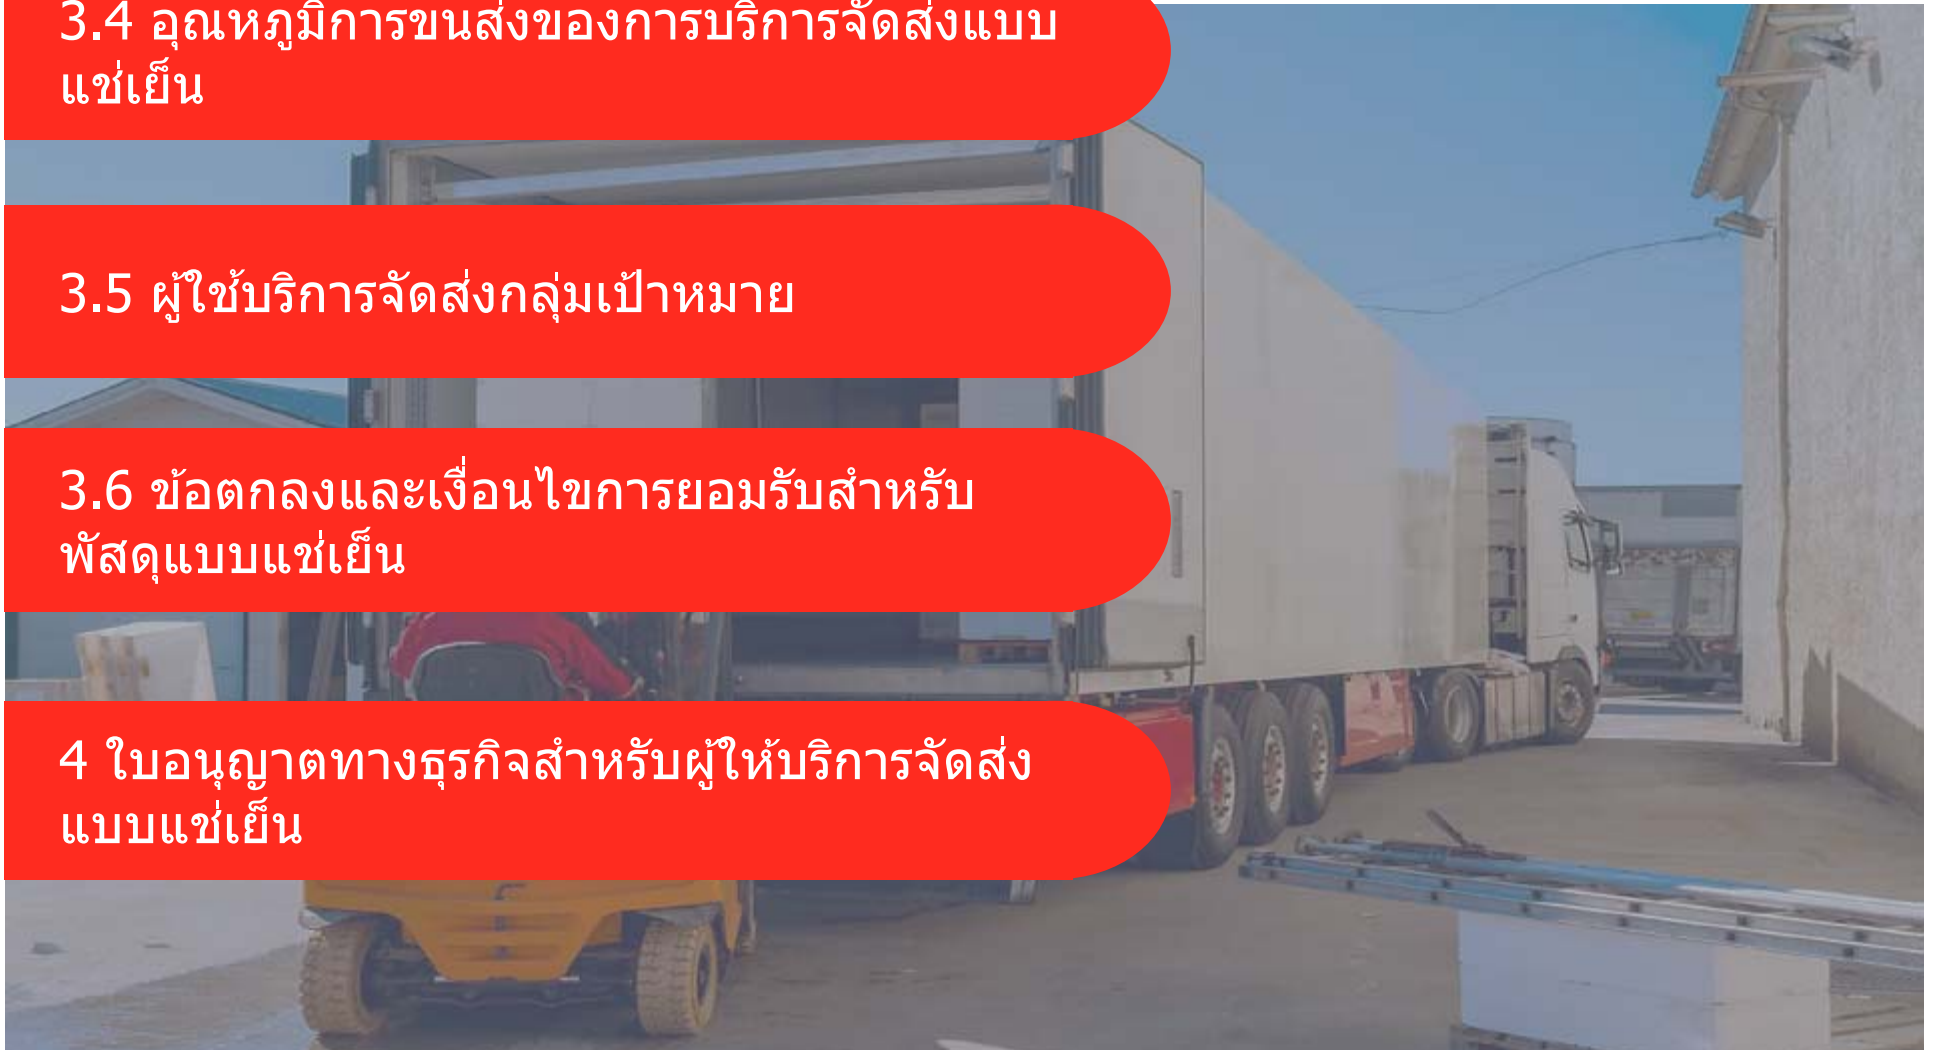 3.4 อุณหภูมิการขนส่งของการบริการจัดส่งแบบ
แช่เย็น
3.5 ผู้ใช้บริการจัดส่งกลุ่มเป้าหมาย
3.6 ข้อตกลงและเงื่อนไขการยอมรับสำหรับ
พัสดุแบบแช่เย็น
4 ใบอนุญาตทางธุรกิจสำหรับผู้ให้บริการจัดส่ง
แบบแช่เย็น